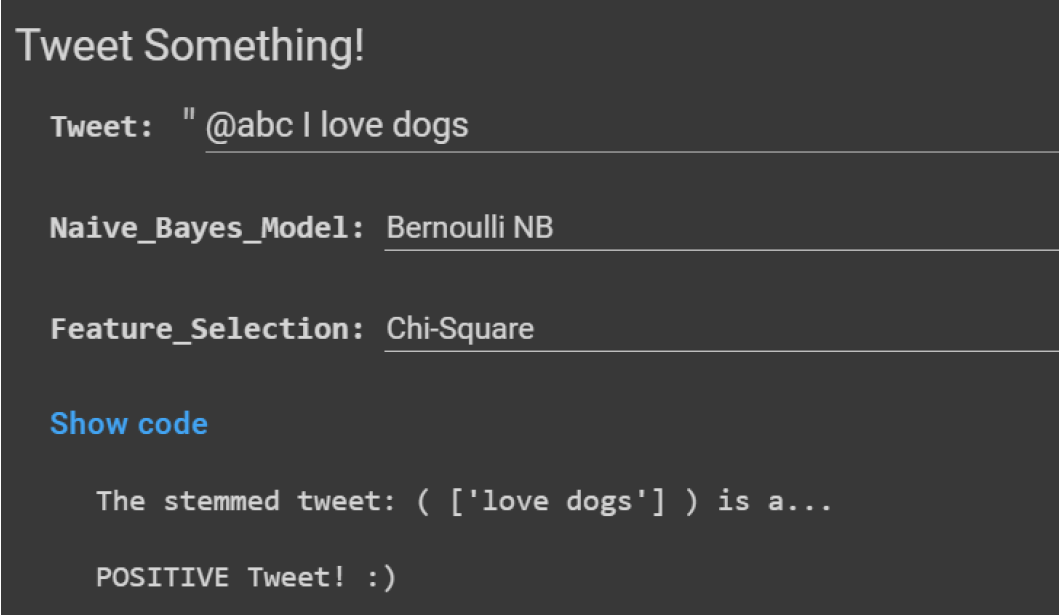 Tweet Something!
Tweet: " @abc I love dogs
Naive_Bayes_Model: Bernoulli NB
Feature_Selection: Chi-Square
Show code
The stemmed tweet: ( ['love dogs'] ) is a...
POSITIVE Tweet! :)